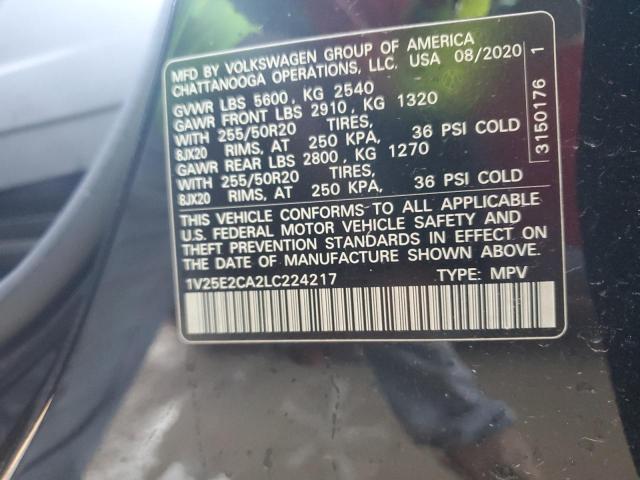 MFD BY VOLKSWAGEN GROUP OF AMERICA
CHATTANOOGA OPERATIONS, LLC. USA 08/2020
GVWR LBS 5600, KG 2540
GAWR FRONT LBS 2910, KG 1320
WITH 255/50R20 TIRES,
8JX20 RIMS, AT 250 KPA, 36 PSI COLD
GAWR REAR LBS 2800, KG 1270
WITH 255/50R20 TIRES,
8JX20 RIMS, AT 250 KPA, 36 PSI COLD
THIS VEHICLE CONFORMS TO ALL APPLICABLE
U.S. FEDERAL MOTOR VEHICLE SAFETY AND
THEFT PREVENTION STANDARDS IN EFFECT ON
THE DATE OF MANUFACTURE SHOWN ABOVE.
1V25E2CA2LC224217 TYPE: MPV
3150176 1